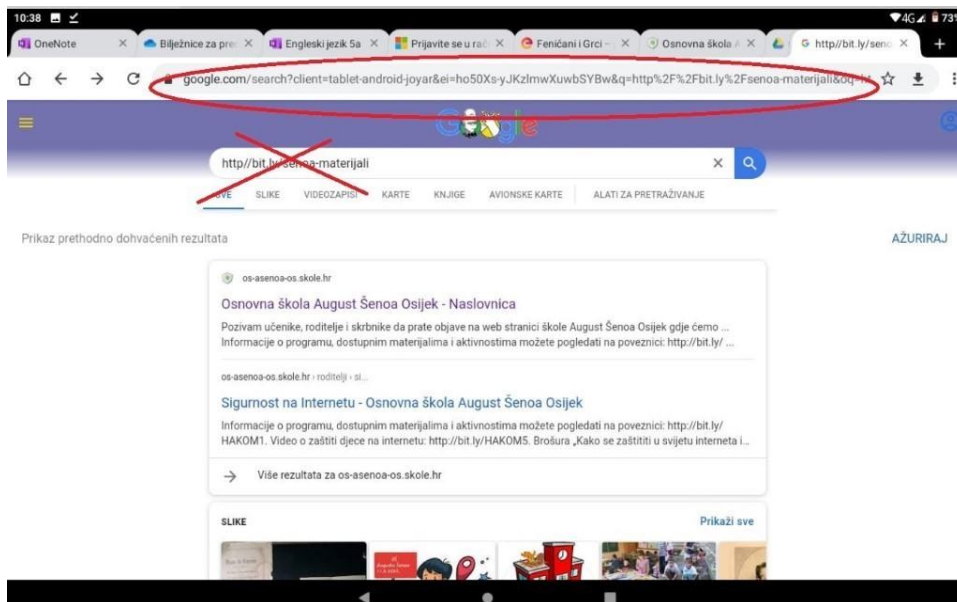 10:38 4G 73%
OneNote Bilježnice za pre Engleski jezik 5a Prijavite se u rač Feničani i Grci – Osnovna škola A http//bit.ly/seno
google.com/search?client=tablet-android-joyar&ei=ho50Xs-yJKzlmwXuwbSYBw&q=http%2F%2Fbit.ly%2Fsenoa-materijali&oq=ht
Google
http//bit.ly/senoa-materijali
SVE SLIKE VIDEOZAPISI KARTE KNJIGE AVIONSKE KARTE ALATI ZA PRETRAŽIVANJE
Prikaz prethodno dohvaćenih rezultata AŽURIRAJ
os-asenoa-os.skole.hr
Osnovna škola August Šenoa Osijek - Naslovnica
Pozivam učenike, roditelje i skrbnike da prate objave na web stranici škole August Šenoa Osijek gdje ćemo ...
Informacije o programu, dostupnim materijalima i aktivnostima možete pogledati na poveznici: http://bit.ly/ ...
os-asenoa-os.skole.hr › roditelji › si...
Sigurnost na Internetu - Osnovna škola August Šenoa Osijek
Informacije o programu, dostupnim materijalima i aktivnostima možete pogledati na poveznici: http://bit.ly/
HAKOM1. Video o zaštiti djece na internetu: http://bit.ly/HAKOM5. Brošura „Kako se zaštititi u svijetu interneta i...
Više rezultata za os-asenoa-os.skole.hr
SLIKE Prikaži sve